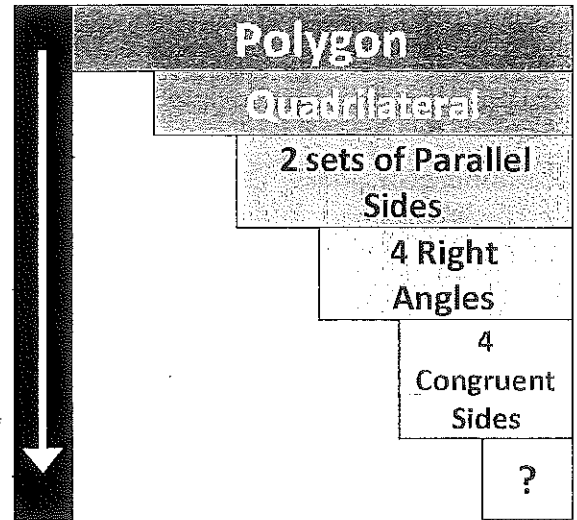 Polygon
Quadrilateral
2 sets of Parallel
Sides
4 Right
Angles
4
Congruent
Sides
?